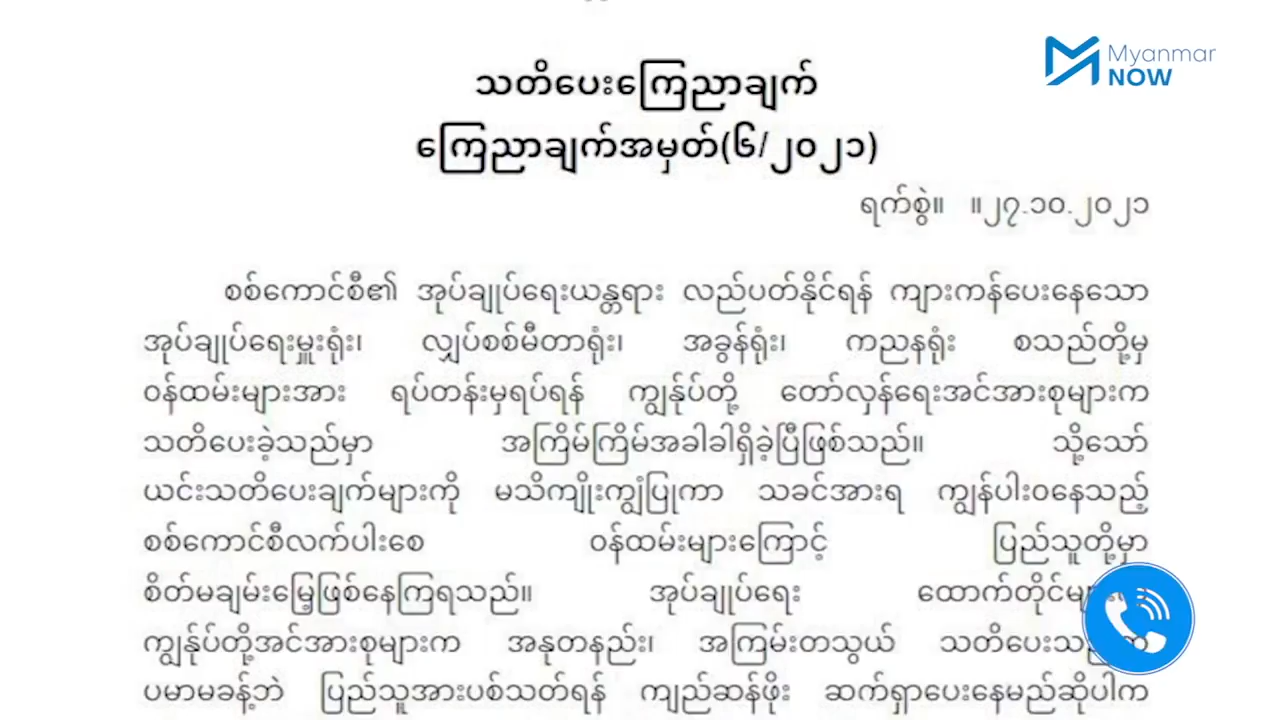 Myanmar
NOW
သတိပေးကြေညာချက်
ကြေညာချက်အမှတ်(၆/၂၀၂၁)
ရက်စွဲ။ ။၂၇.၁၀.၂၀၂၁
စစ်ကောင်စီ၏ အုပ်ချုပ်ရေးယန္တရား လည်ပတ်နိုင်ရန် ကျားကန်ပေးနေသော
အုပ်ချုပ်ရေးမှူးရုံး၊ လျှပ်စစ်မီတာရုံး၊ အခွန်ရုံး၊ ကညနရုံး စသည်တို့မှ
ဝန်ထမ်းများအား ရပ်တန်းမှရပ်ရန် ကျွန်ုပ်တို့ တော်လှန်ရေးအင်အားစုများက
သတိပေးခဲ့သည်မှာ အကြိမ်ကြိမ်အခါခါရှိခဲ့ပြီဖြစ်သည်။ သို့သော်
ယင်းသတိပေးချက်များကို မသိကျိုးကျွံပြုကာ သခင်အားရ ကျွန်ပါးဝနေသည့်
စစ်ကောင်စီလက်ပါးစေ ဝန်ထမ်းများကြောင့် ပြည်သူတို့မှာ
စိတ်မချမ်းမြေ့ဖြစ်နေကြရသည်။ အုပ်ချုပ်ရေး
ကျွန်ုပ်တို့အင်အားစုများက အနုတနည်း၊ အကြမ်းတသွယ်
ပမာမခန့်ဘဲ ပြည်သူအားပစ်သတ်ရန် ကျည်ဆန်ဖိုး ဆက်ရှာပေးနေမည်ဆိုပါက